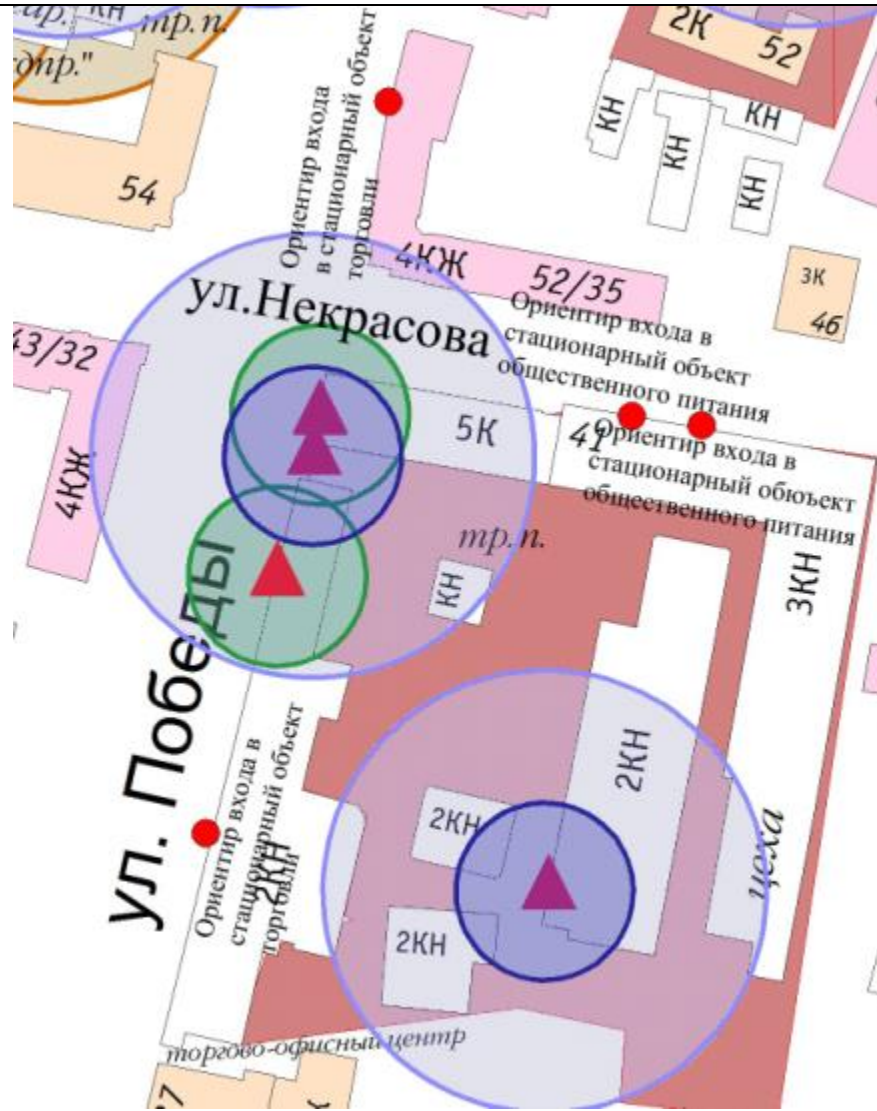 КН
тр. п.
2К
52
КН
КН
КН
КН
54
Ориентир входа
в стационарный объект
торговли
4КЖ
52/35
3К
46
ул.Некрасова
Ориентир входа в
стационарный объект
общественного питания
43/32
4КЖ
5К
41
Ориентир входа в
стационарный обюъект
общественного питания
тр. п.
КН
3КН
ул. Победы
2КН
2КН
цеха
Ориентир входа в
стационарный объект
торговли
2КН
2КН
торгово-офисный центр